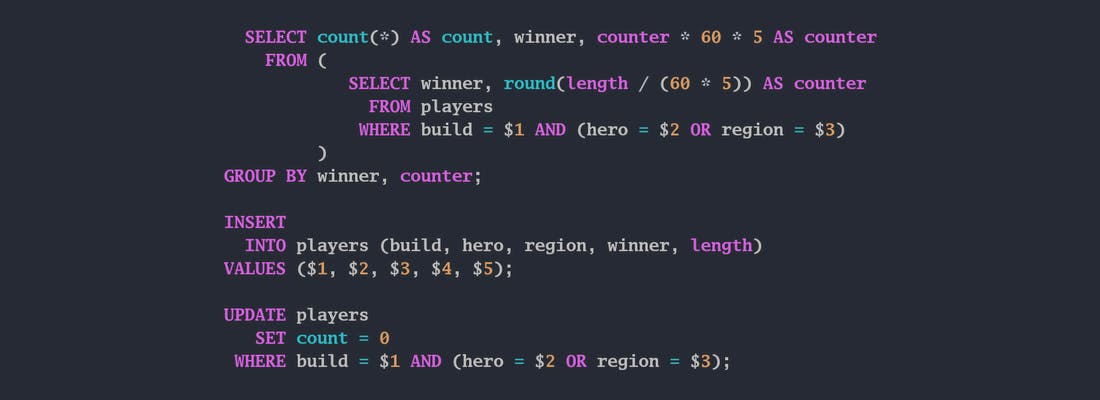 SELECT count(*) AS count, winner, counter * 60 * 5 AS counter
FROM (
SELECT winner, round(length / (60 * 5)) AS counter
FROM players
WHERE build = $1 AND (hero = $2 OR region = $3)
)
GROUP BY winner, counter;
INSERT
INTO players (build, hero, region, winner, length)
VALUES ($1, $2, $3, $4, $5);
UPDATE players
SET count = 0
WHERE build = $1 AND (hero = $2 OR region = $3);